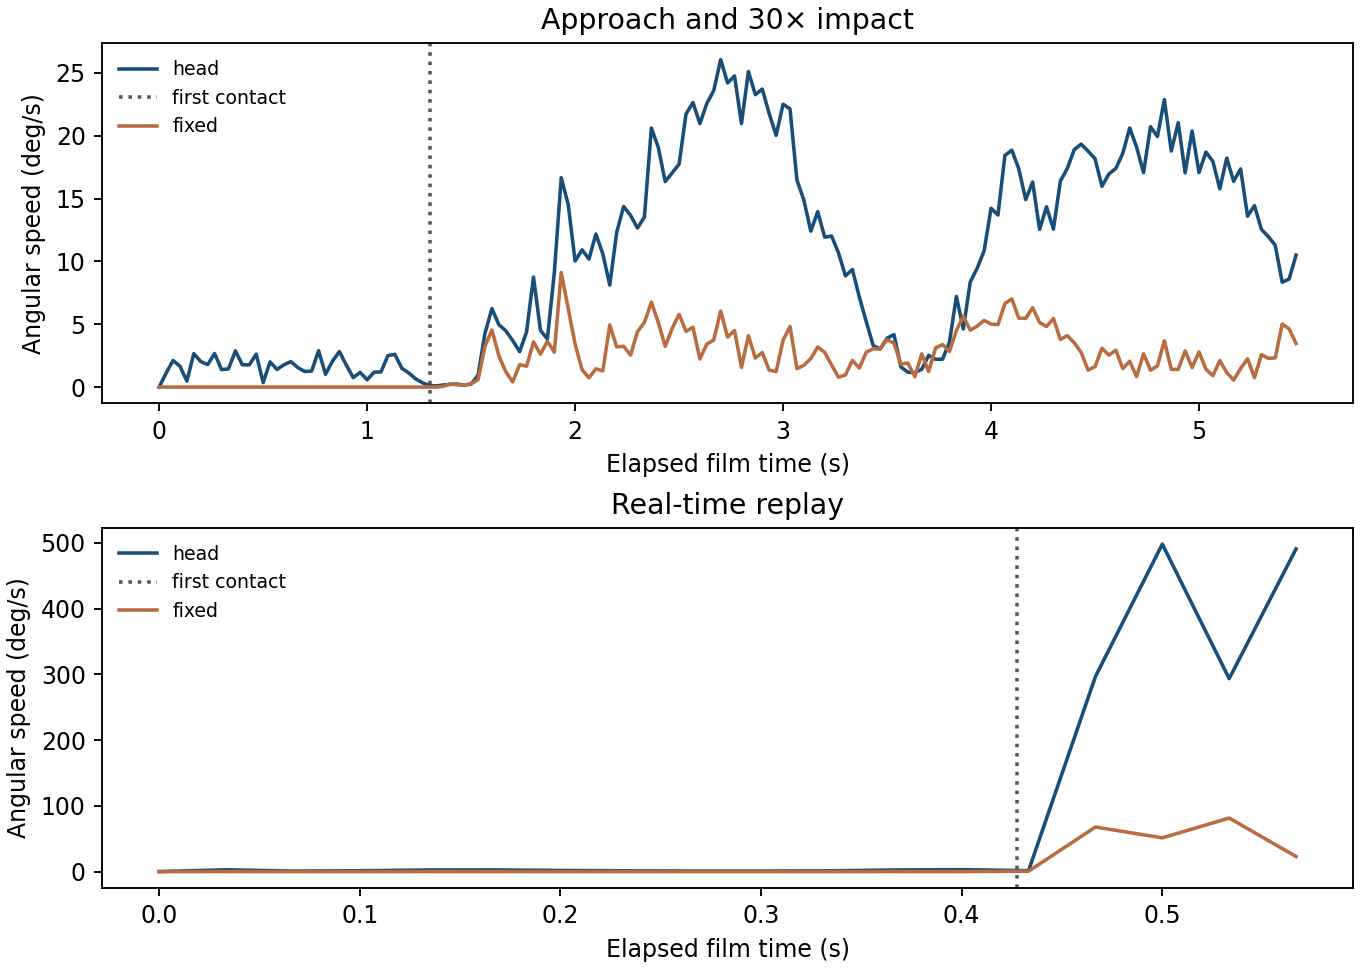 Approach and 30× impact
Angular speed (deg/s)
25
20
15
10
5
0
head
first contact
fixed
0 1 2 3 4 5
Elapsed film time (s)
Real-time replay
Angular speed (deg/s)
500
400
300
200
100
0
head
first contact
fixed
0.0 0.1 0.2 0.3 0.4 0.5
Elapsed film time (s)